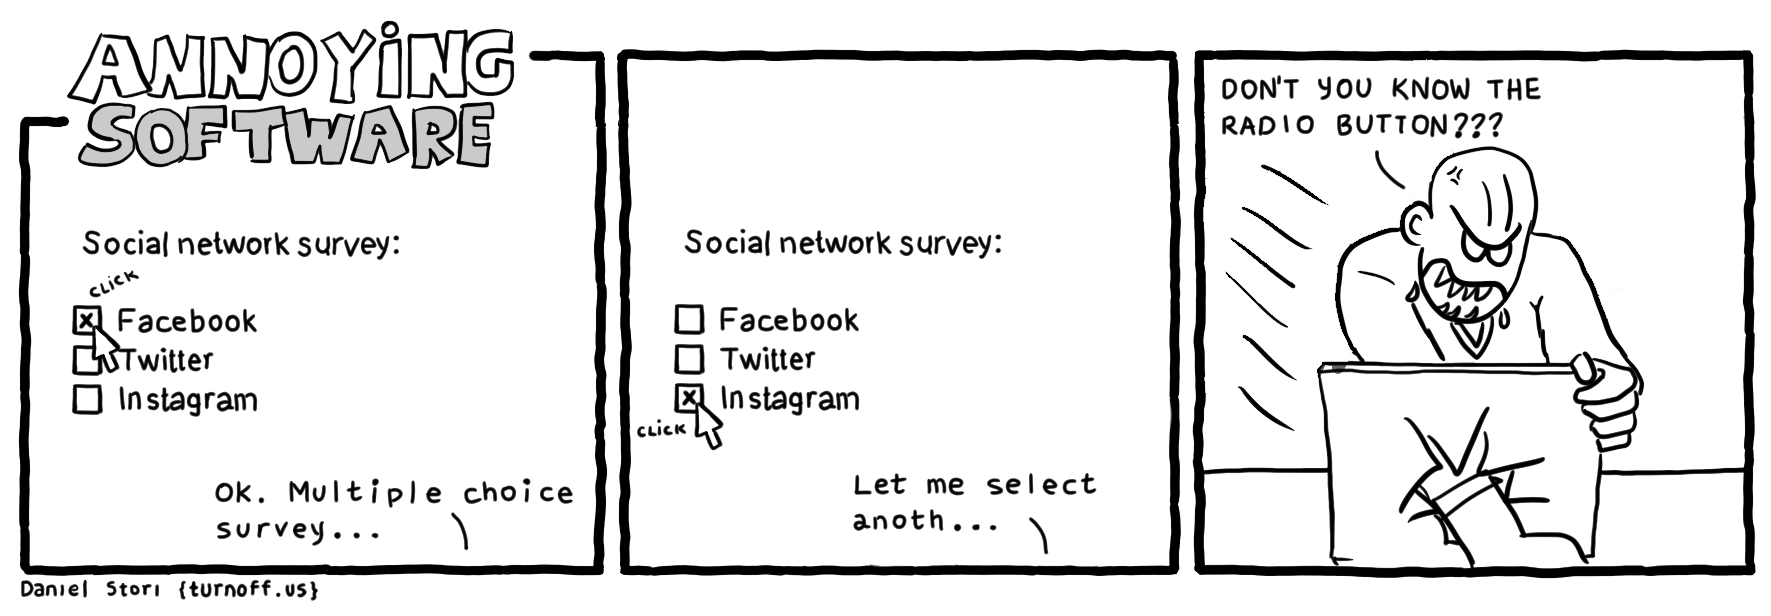 ANNOYiNG
SOFTWARE
Social network survey:
CLICK
x Facebook
Twitter
Instagram
OK. Multiple choice
survey...
Social network survey:
Facebook
Twitter
x Instagram
CLiCK
Let me select
anoth...
DON'T YOU KNOW THE
RADIO BUTTON???
Daniel Stori {turnoff.us}